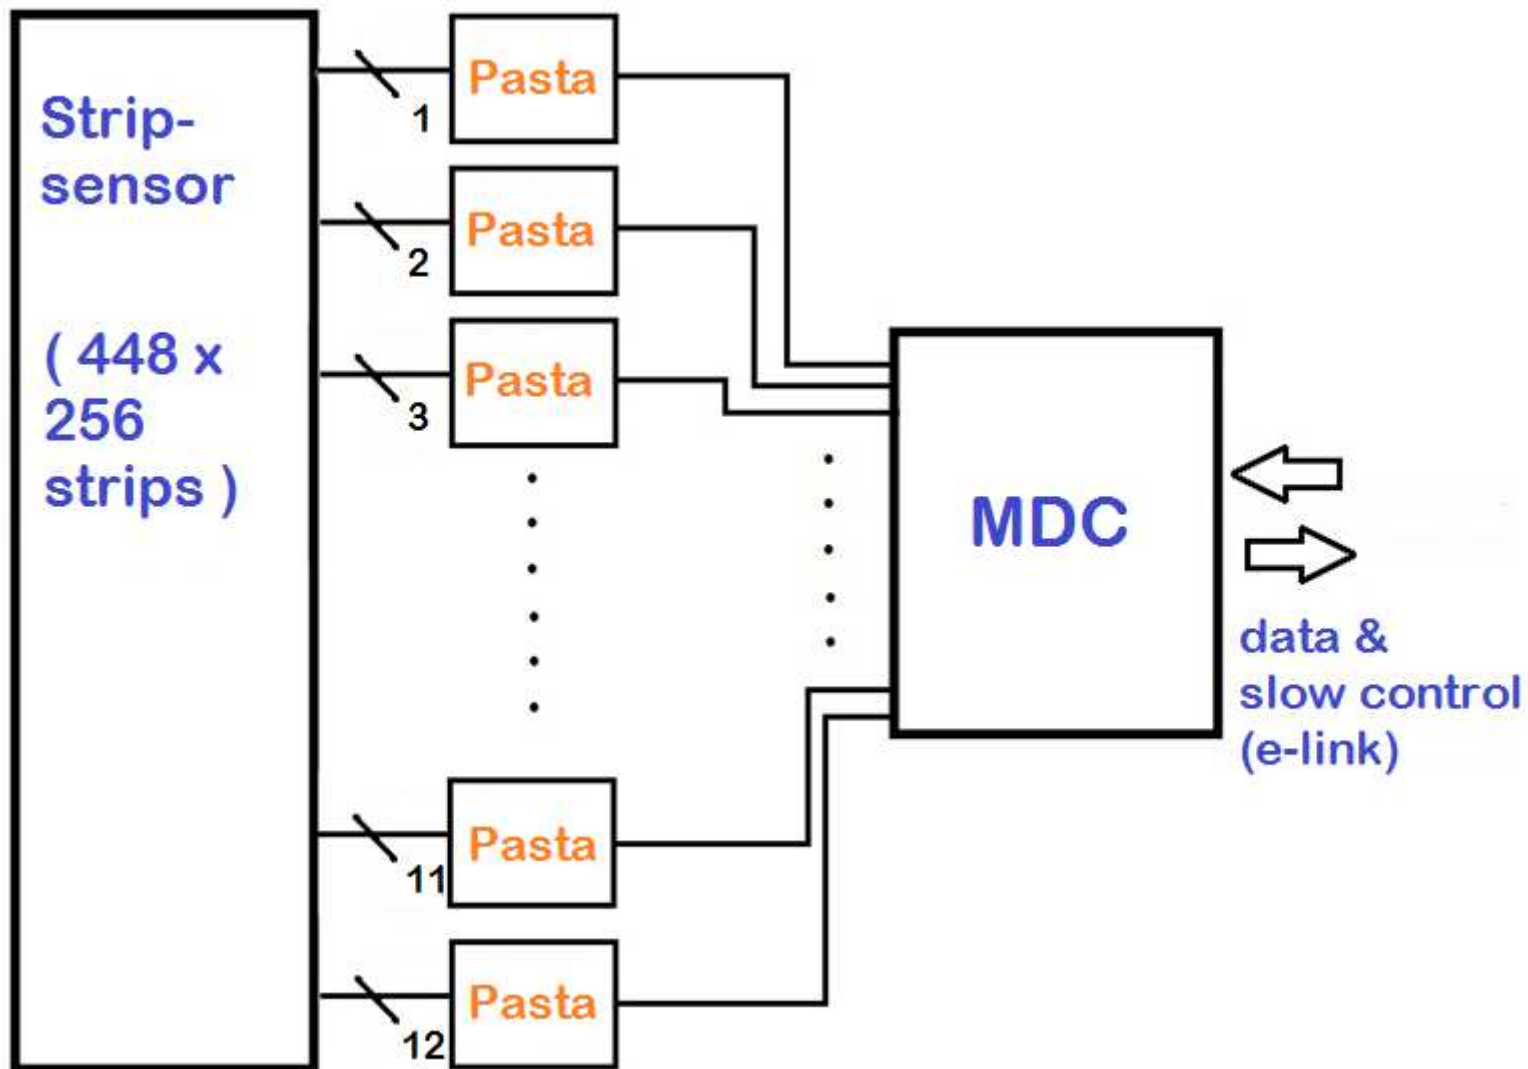 Strip-
sensor
( 448 x
256
strips )
1
Pasta
2
Pasta
3
Pasta
11
Pasta
12
Pasta
MDC
data &
slow control
(e-link)